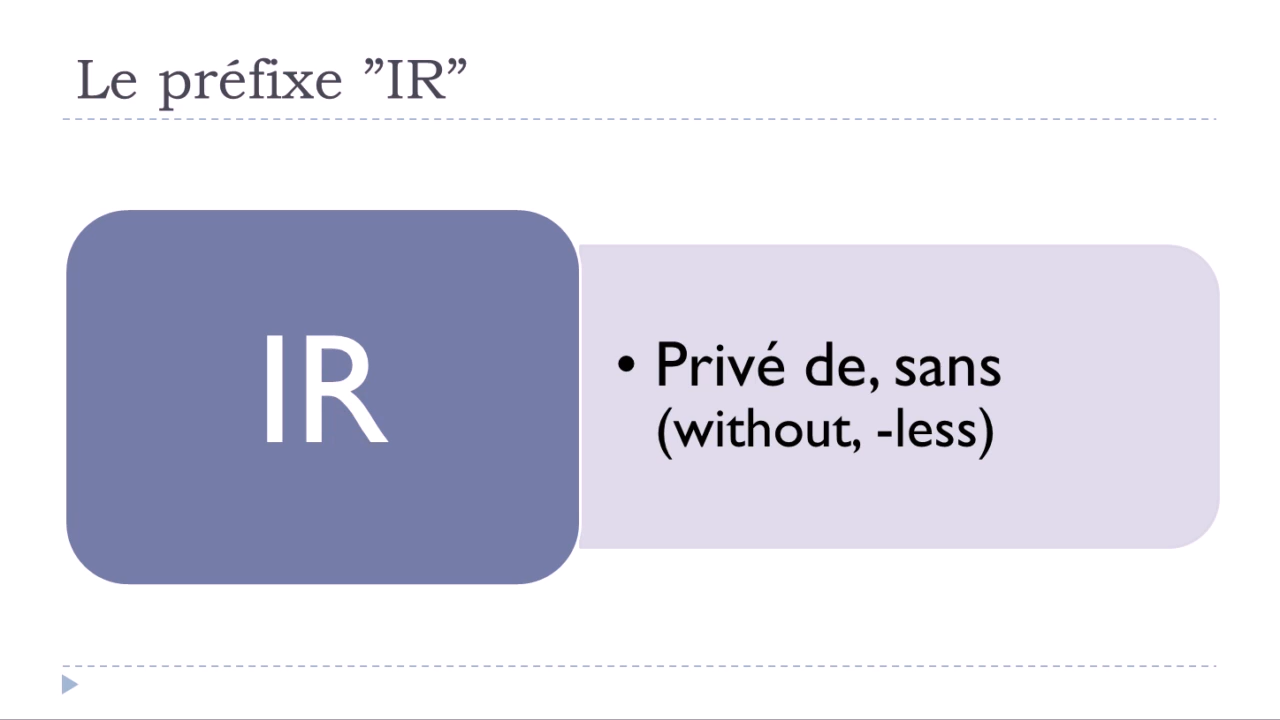 Le préfixe ”IR”
IR
• Privé de, sans
(without, -less)